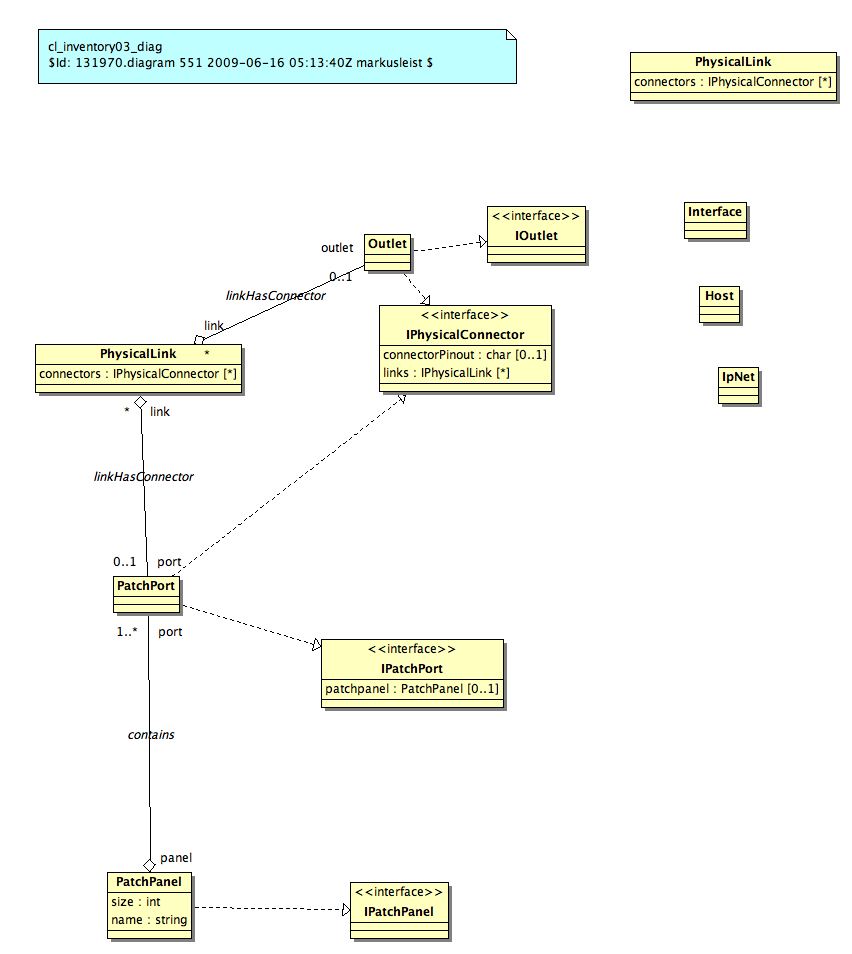 cl_inventory03_diag
$Id: 131970.diagram 551 2009-06-16 05:13:40Z markusleist $
PhysicalLink
connectors : IPhysicalConnector [*]
Interface
Host
IpNet
<<interface>>
IOutlet
outlet
Outlet
0..1
linkHasConnector
link
*
<<interface>>
IPhysicalConnector
connectorPinout : char [0..1]
links : IPhysicalLink [*]
PhysicalLink
connectors : IPhysicalConnector [*]
* link
linkHasConnector
0..1 port
PatchPort
1..* port
<<interface>>
IPatchPort
patchpanel : PatchPanel [0..1]
contains
panel
PatchPanel
size : int
name : string
<<interface>>
IPatchPanel